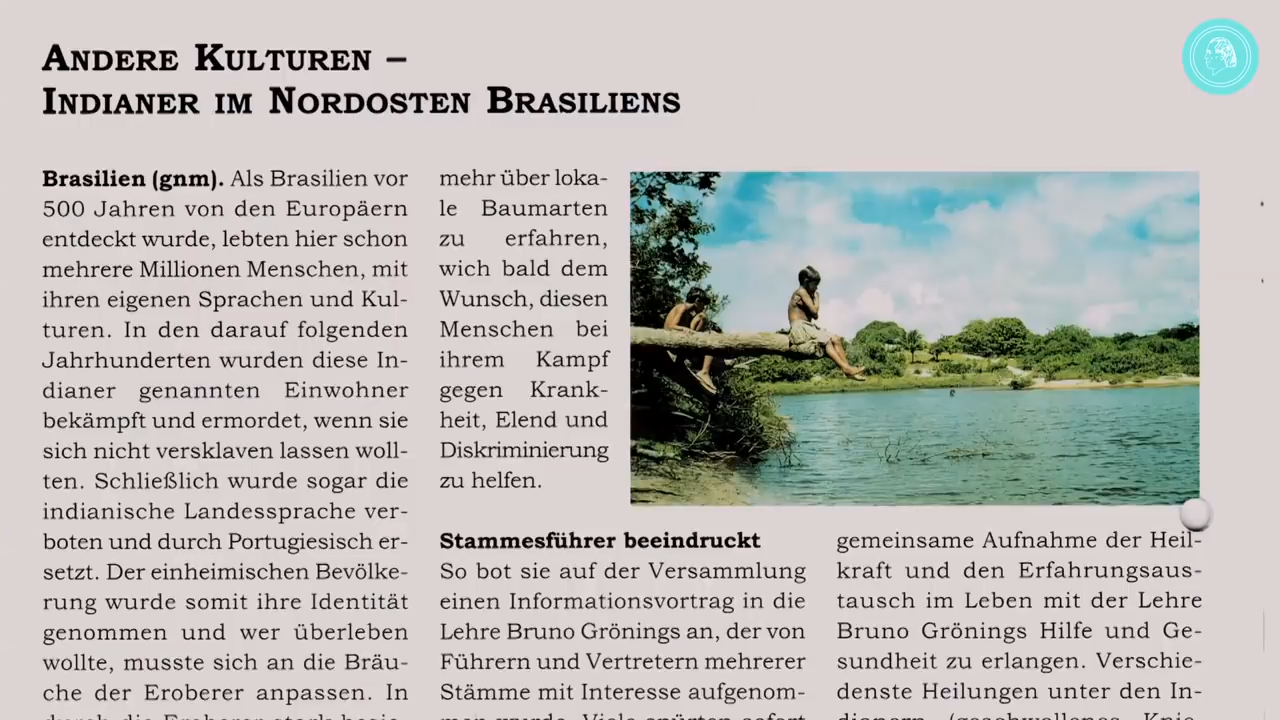 ANDERE KULTUREN –
INDIANER IM NORDOSTEN BRASILIENS
Brasilien (gnm). Als Brasilien vor
500 Jahren von den Europäern
entdeckt wurde, lebten hier schon
mehrere Millionen Menschen, mit
ihren eigenen Sprachen und Kul-
turen. In den darauf folgenden
Jahrhunderten wurden diese In-
dianer genannten Einwohner
bekämpft und ermordet, wenn sie
sich nicht versklaven lassen woll-
ten. Schließlich wurde sogar die
indianische Landessprache ver-
boten und durch Portugiesisch er-
setzt. Der einheimischen Bevölke-
rung wurde somit ihre Identität
genommen und wer überleben
wollte, musste sich an die Bräu-
che der Eroberer anpassen. In
mehr über loka-
le Baumarten
zu erfahren,
wich bald dem
Wunsch, diesen
Menschen bei
ihrem Kampf
gegen Krank-
heit, Elend und
Diskriminierung
zu helfen.
Stammesführer beeindruckt
So bot sie auf der Versammlung
einen Informationsvortrag in die
Lehre Bruno Grönings an, der von
Führern und Vertretern mehrerer
Stämme mit Interesse aufgenom-
men wurde. Viele spürten sofort
gemeinsame Aufnahme der Heil-
kraft und den Erfahrungsaus-
tausch im Leben mit der Lehre
Bruno Grönings Hilfe und Ge-
sundheit zu erlangen. Verschie-
denste Heilungen unter den In-
dianern (geschwollenes Knie,